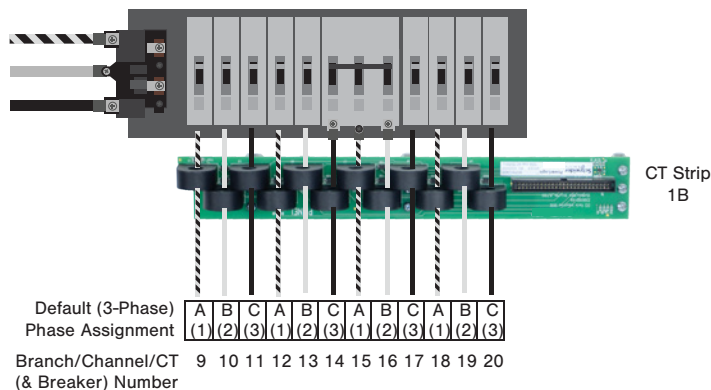 CT Strip
1B
Default (3-Phase)
Phase Assignment
A B C A B C A B C A B C
(1) (2) (3) (1) (2) (3) (1) (2) (3) (1) (2) (3)
Branch/Channel/CT
(& Breaker) Number
9 10 11 12 13 14 15 16 17 18 19 20